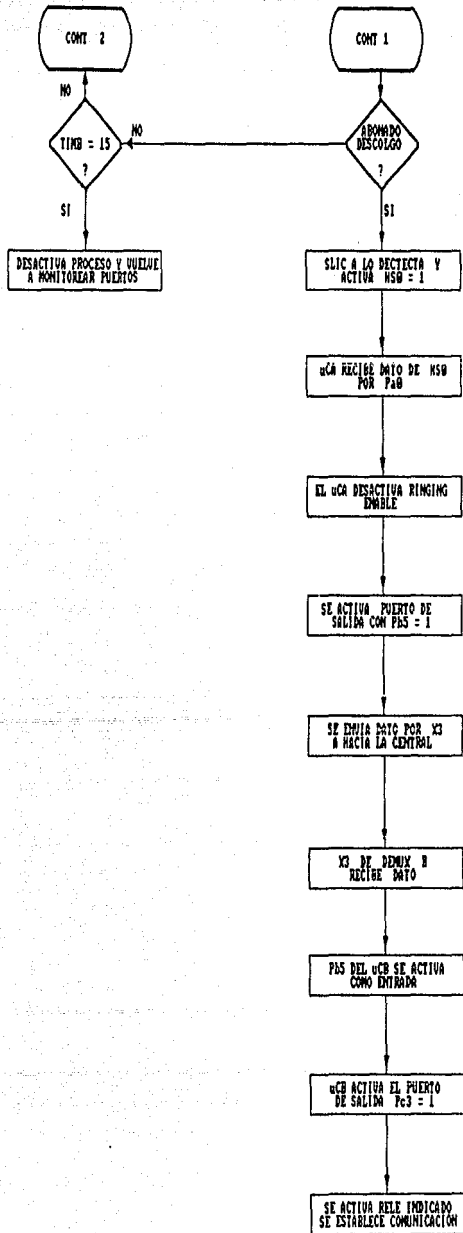 CONT 2
CONT 1
NO
TIMB = 15
?
NO
ABONADO
DESCOLGO
?
SI
SI
DESACTIVA PROCESO Y VUELVE
A MONITOREAR PUERTOS
SLIC A LO DECTECTA Y
ACTIVA HS0 = 1
uCA RECIBE DATO DE HS0
POR Pa0
EL uCA DESACTIVA RINGING
ENABLE
SE ACTIVA PUERTO DE
SALIDA CON Pb5 = 1
SE ENVIA DATO POR X3
A HACIA LA CENTRAL
X3 DE DEMUX B
RECIBE DATO
Pb5 DEL uCB SE ACTIVA
COMO ENTRADA
uCB ACTIVA EL PUERTO
DE SALIDA Pc3 = 1
SE ACTIVA RELE INDICADO
SE ESTABLECE COMUNICACION